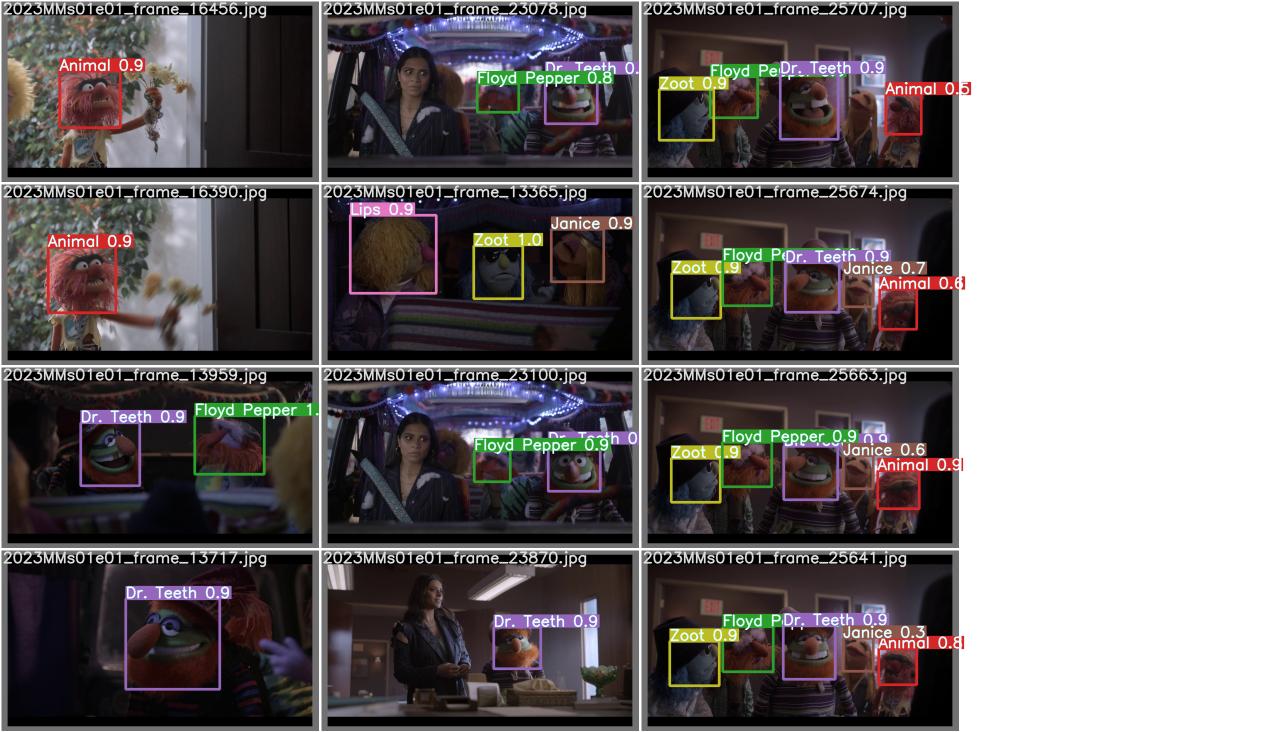 2023MMs01e01_frame_16456.jpg
Animal 0.9
2023MMs01e01_frame_23078.jpg
Dr. Teeth 0.
Floyd Pepper 0.8
2023MMs01e01_frame_25707.jpg
Floyd Pe
Dr. Teeth 0.9
Zoot 0.9
Animal 0.5
2023MMs01e01_frame_16390.jpg
Animal 0.9
2023MMs01e01_frame_13365.jpg
Lips 0.9
Zoot 1.0
Janice 0.9
2023MMs01e01_frame_25674.jpg
Floyd Pe
Dr. Teeth 0.9
Zoot 0.9
Janice 0.7
Animal 0.6
2023MMs01e01_frame_13959.jpg
Dr. Teeth 0.9
Floyd Pepper 1.
2023MMs01e01_frame_23100.jpg
Dr. Teeth 0
Floyd Pepper 0.9
2023MMs01e01_frame_25663.jpg
Floyd Pepper 0.9
0.9
Zoot 0.9
Janice 0.6
Animal 0.9
2023MMs01e01_frame_13717.jpg
Dr. Teeth 0.9
2023MMs01e01_frame_23870.jpg
Dr. Teeth 0.9
2023MMs01e01_frame_25641.jpg
Floyd P
Dr. Teeth 0.9
Zoot 0.9
Janice 0.3
Animal 0.8